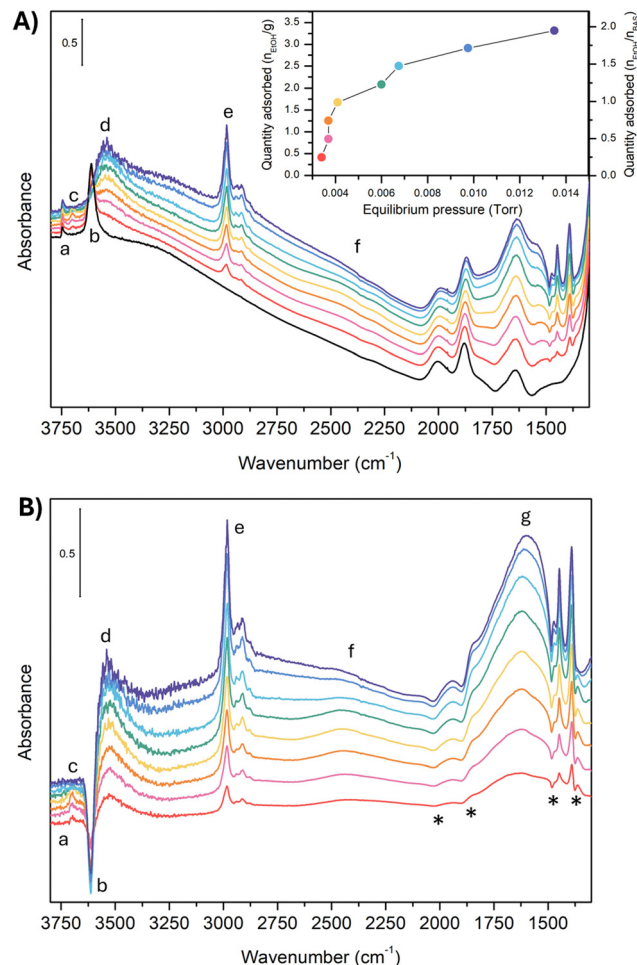 A)
0.5
a
b
c
d
e
f
Absorbance
3750 3500 3250 3000 2750 2500 2250 2000 1750 1500
Wavenumber (cm⁻¹)
Quantity adsorbed (n_EtOH/g)
3.5
3.0
2.5
2.0
1.5
1.0
0.5
0.0
0.004 0.006 0.008 0.010 0.012 0.014
Equilibrium pressure (Torr)
2.0
1.5
1.0
0.5
0.0
Quantity adsorbed (n_EtOH/n_BAS)
B)
0.5
a
b
c
d
e
f
g
* * * *
Absorbance
3750 3500 3250 3000 2750 2500 2250 2000 1750 1500
Wavenumber (cm⁻¹)